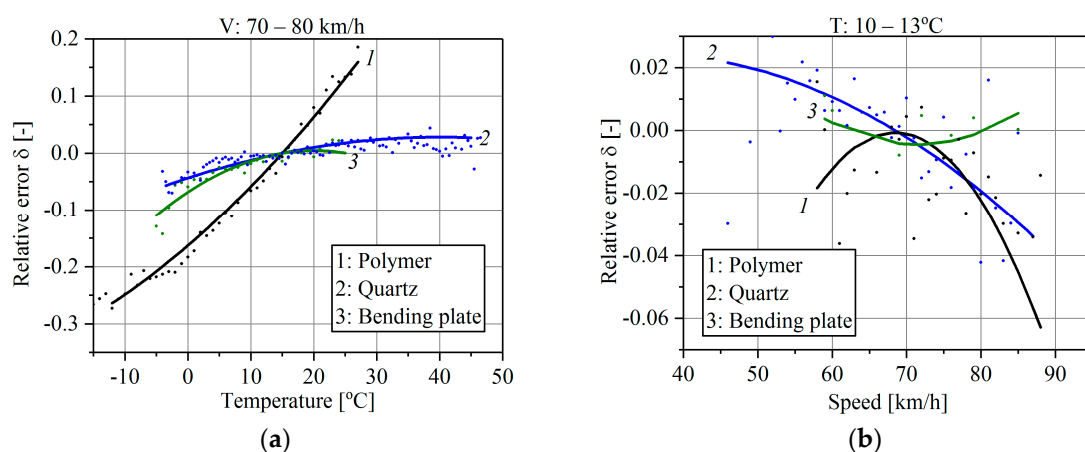 V: 70 – 80 km/h
0.2
0.1
0.0
-0.1
-0.2
-0.3
Relative error δ [-]
1
2
3
1: Polymer
2: Quartz
3: Bending plate
-10 0 10 20 30 40 50
Temperature [ºC]
(a)
T: 10 – 13ºC
0.02
0.00
-0.02
-0.04
-0.06
Relative error δ [-]
2
3
1
1: Polymer
2: Quartz
3: Bending plate
40 50 60 70 80 90
Speed [km/h]
(b)